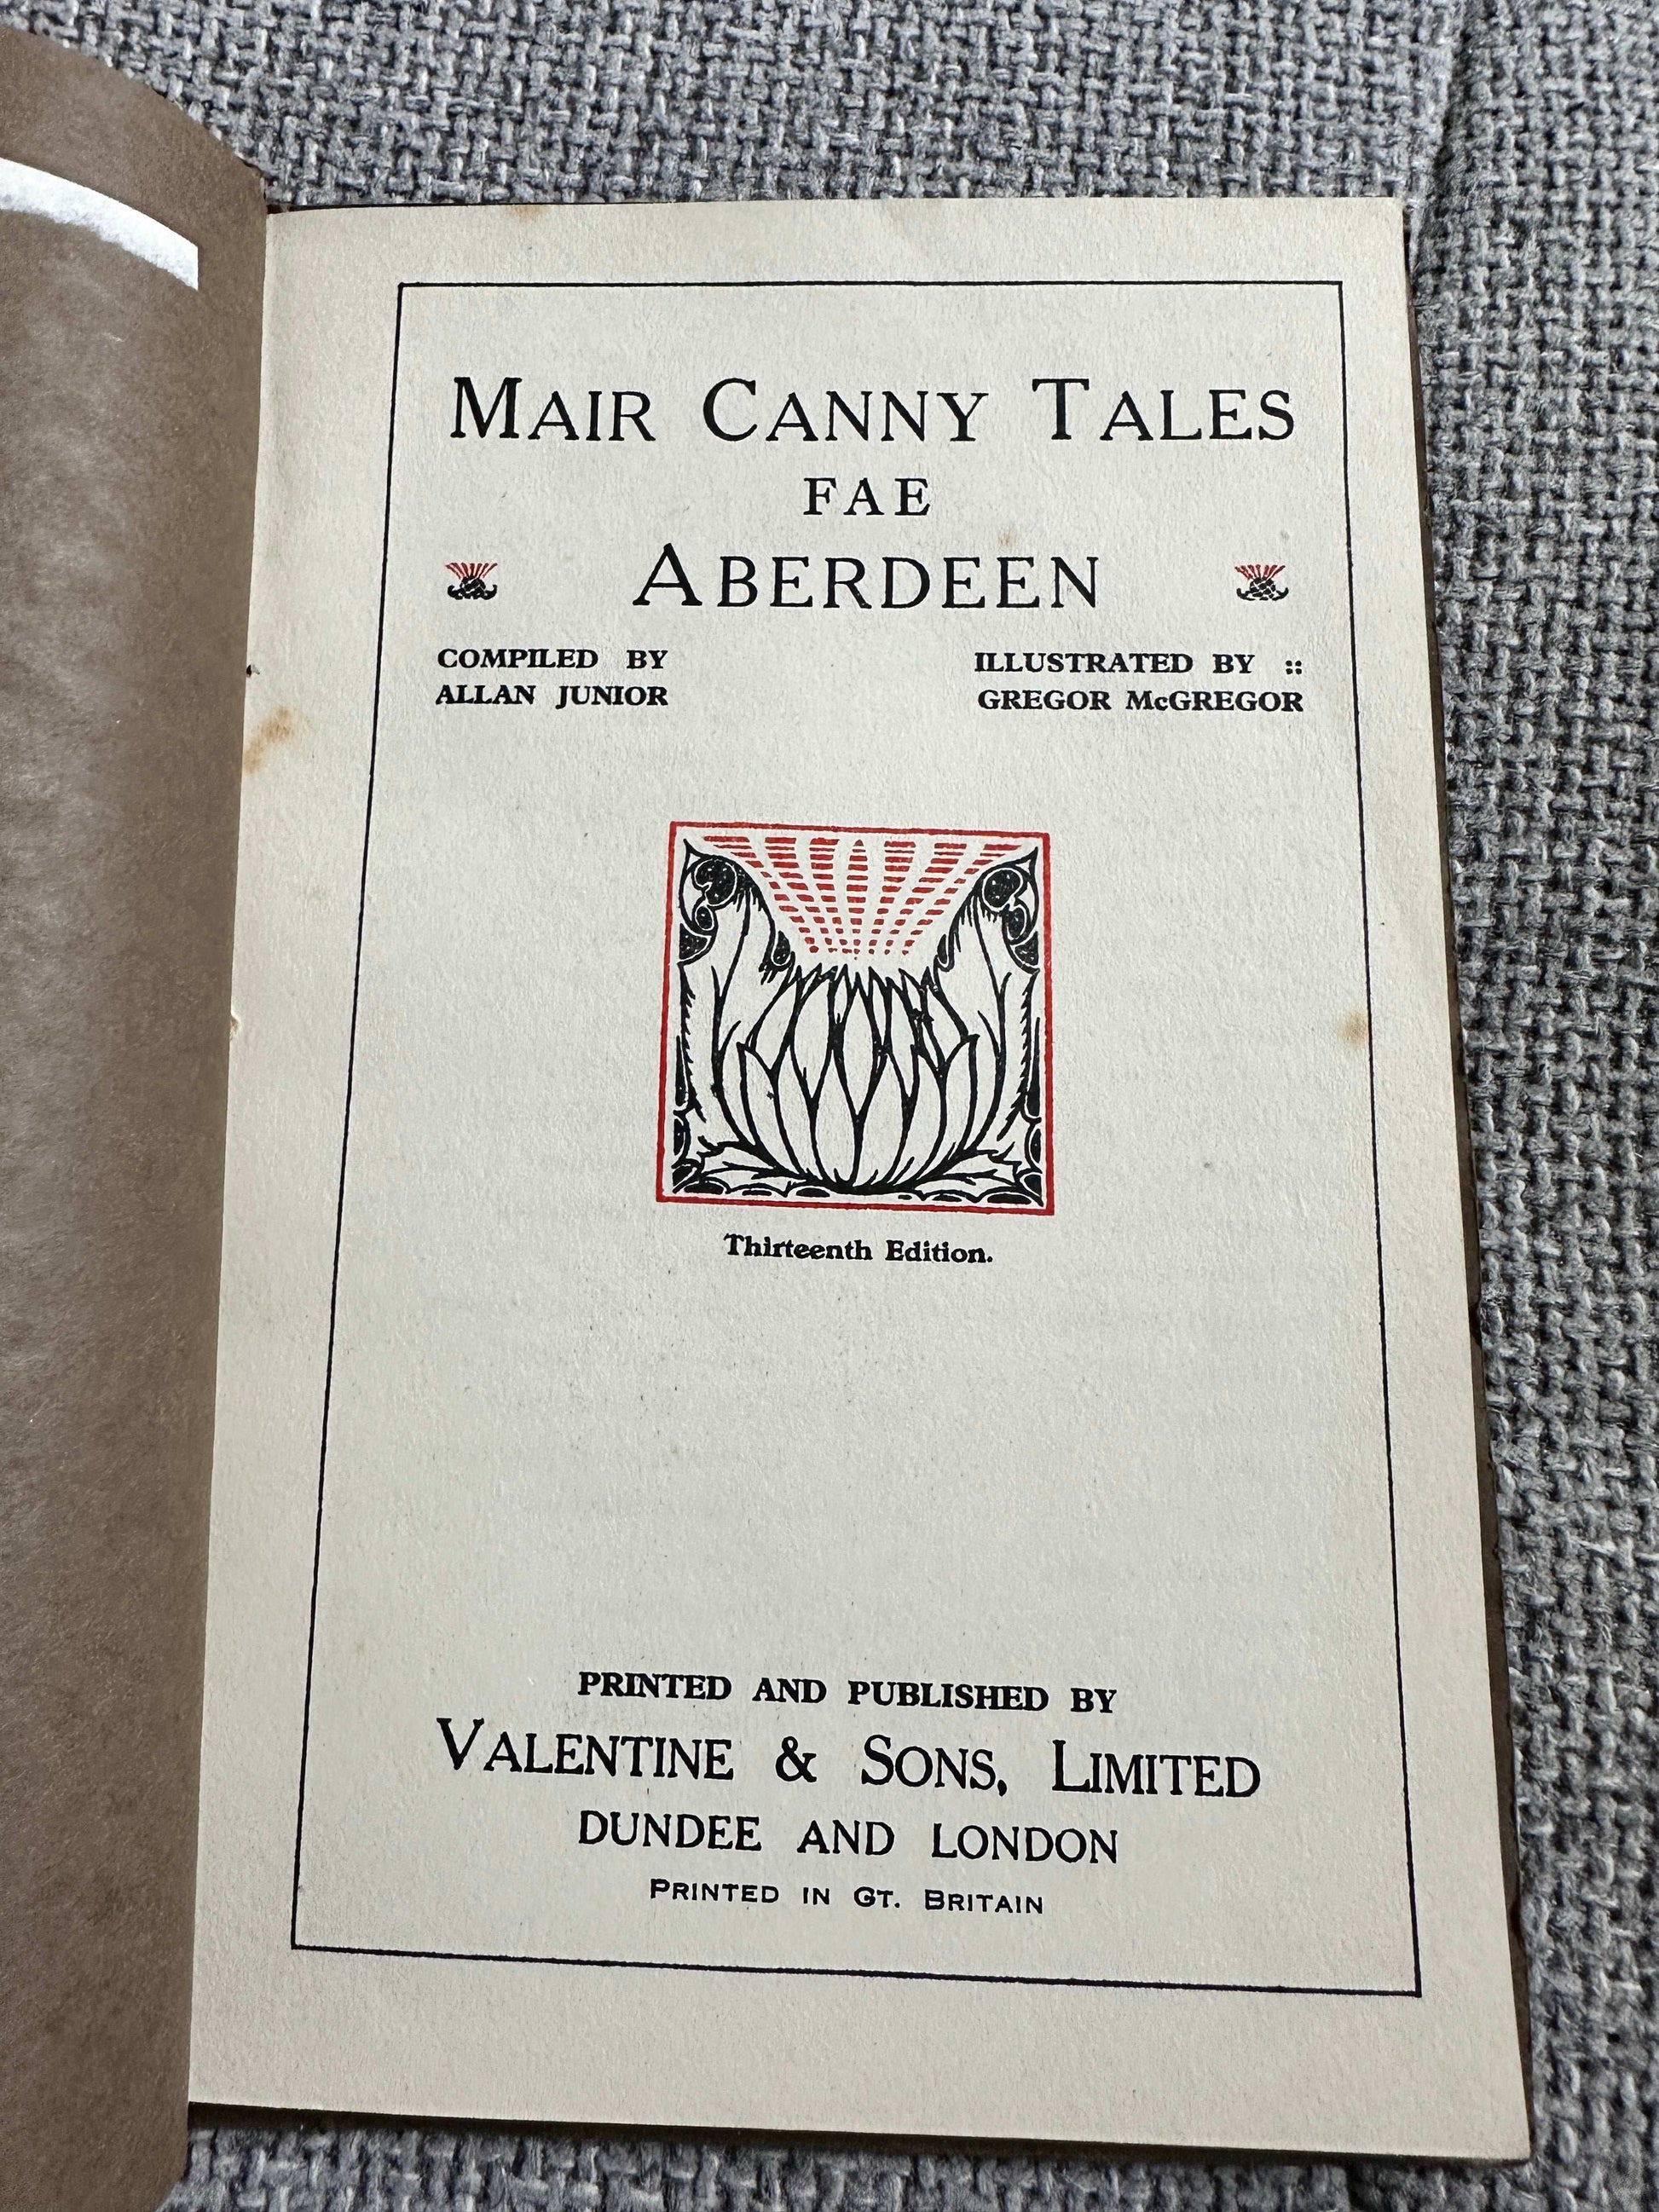 MAIR CANNY TALES
FAE
ABERDEEN
COMPILED BY
ALLAN JUNIOR
ILLUSTRATED BY ::
GREGOR McGREGOR
Thirteenth Edition.
PRINTED AND PUBLISHED BY
VALENTINE & SONS, LIMITED
DUNDEE AND LONDON
PRINTED IN GT. BRITAIN